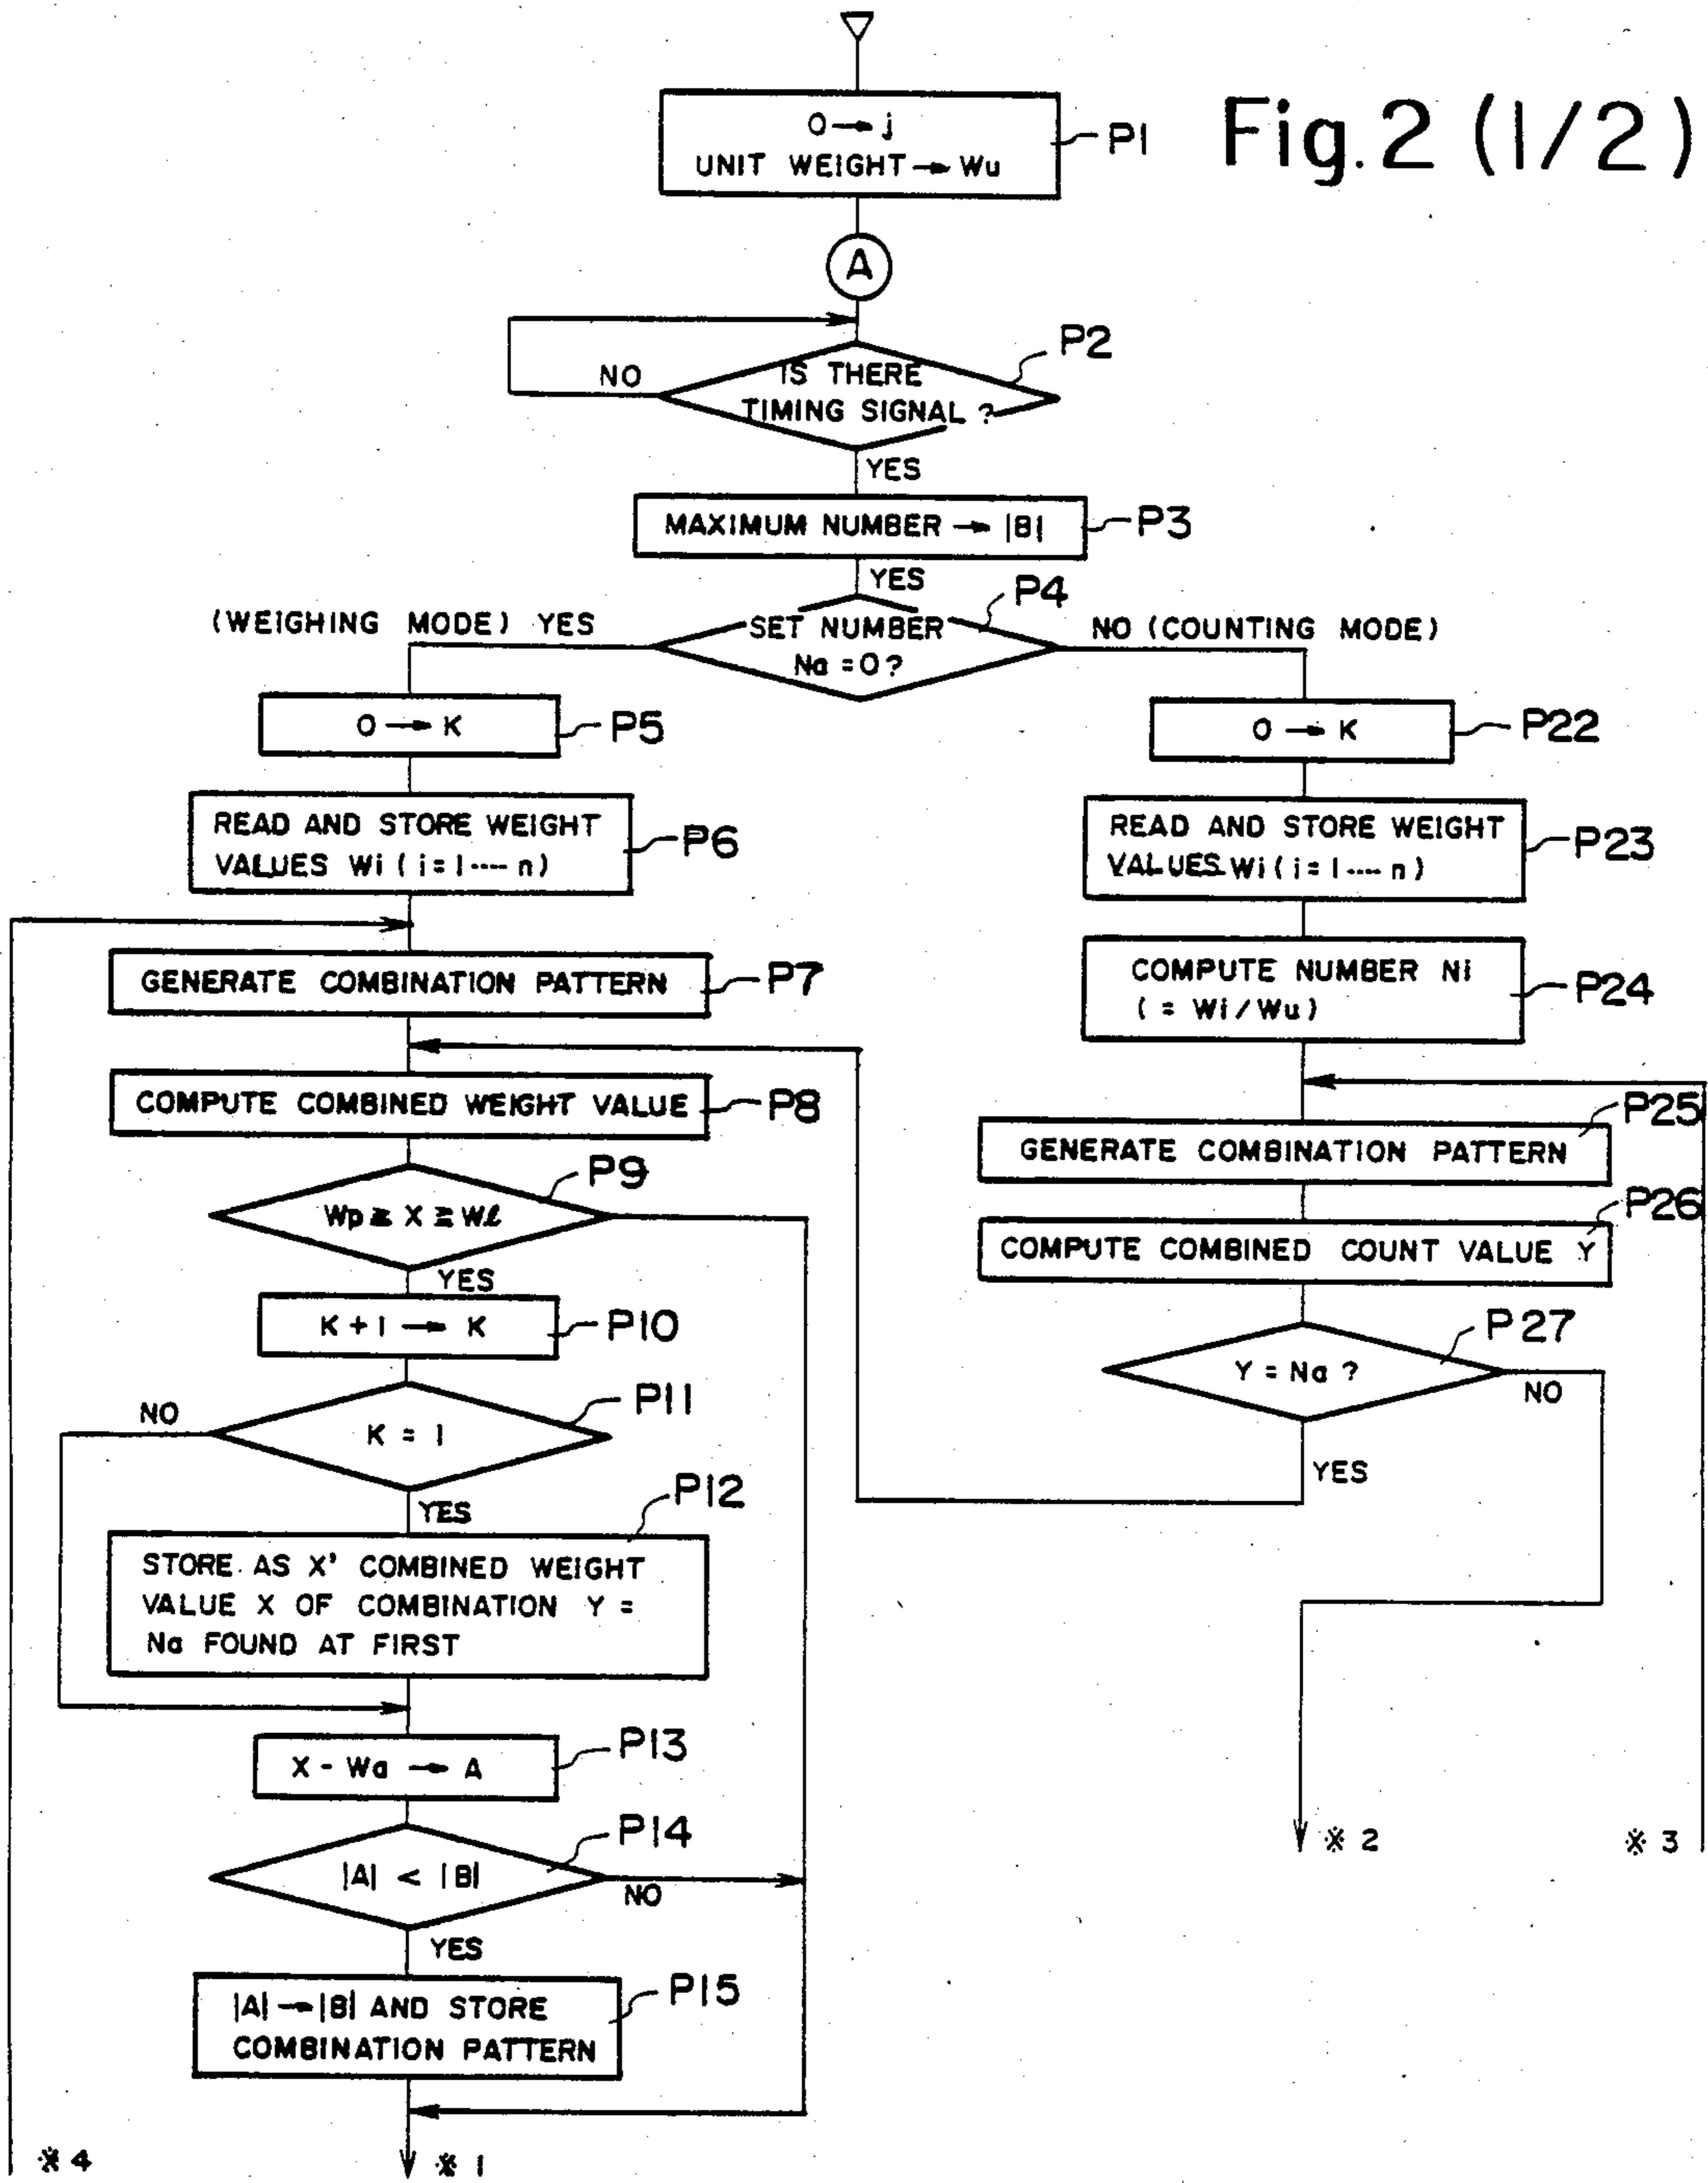 Fig. 2 (1/2)
0 → j
UNIT WEIGHT → Wu
P1
A
P2
IS THERE
TIMING SIGNAL ?
NO
YES
MAXIMUM NUMBER → |B|
P3
YES
P4
(WEIGHING MODE) YES
SET NUMBER
Na = 0?
NO (COUNTING MODE)
0 → K
P5
0 → K
P22
READ AND STORE WEIGHT
VALUES Wi ( i = 1 ---- n)
P6
READ AND STORE WEIGHT
VALUES Wi ( i = 1 ---- n)
P23
COMPUTE NUMBER Ni
( = Wi / Wu)
P24
GENERATE COMBINATION PATTERN
P7
COMPUTE COMBINED WEIGHT VALUE
P8
P25
GENERATE COMBINATION PATTERN
P9
Wp ≧ X ≧ Wℓ
YES
P26
COMPUTE COMBINED COUNT VALUE Y
K + 1 → K
P10
P27
Y = Na ?
NO
YES
P11
NO
K = 1
YES
P12
STORE AS X' COMBINED WEIGHT
VALUE X OF COMBINATION Y =
Na FOUND AT FIRST
X - Wa → A
P13
P14
|A| < |B|
NO
YES
P15
|A| → |B| AND STORE
COMBINATION PATTERN
※ 2
※ 3
※ 4
※ 1